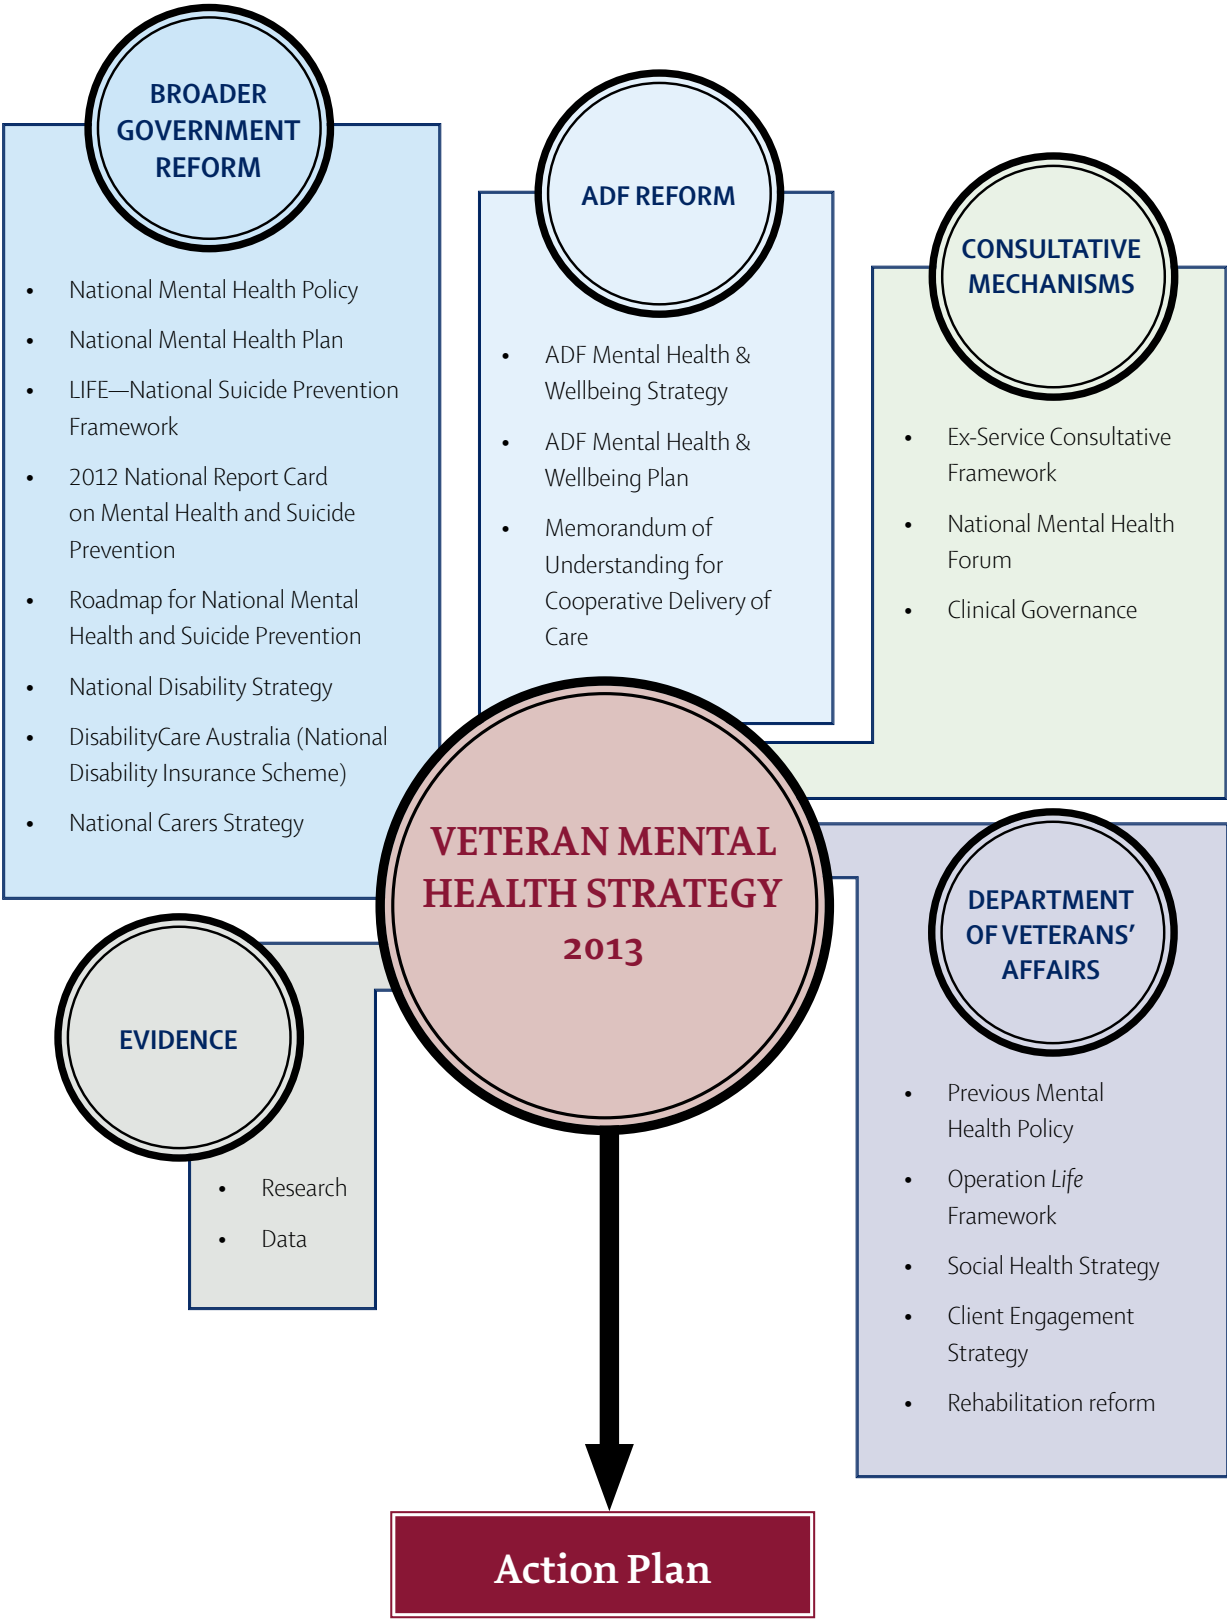 BROADER
GOVERNMENT
REFORM
• National Mental Health Policy
• National Mental Health Plan
• LIFE—National Suicide Prevention
Framework
• 2012 National Report Card
on Mental Health and Suicide
Prevention
• Roadmap for National Mental
Health and Suicide Prevention
• National Disability Strategy
• DisabilityCare Australia (National
Disability Insurance Scheme)
• National Carers Strategy
ADF REFORM
• ADF Mental Health &
Wellbeing Strategy
• ADF Mental Health &
Wellbeing Plan
• Memorandum of
Understanding for
Cooperative Delivery of
Care
CONSULTATIVE
MECHANISMS
• Ex-Service Consultative
Framework
• National Mental Health
Forum
• Clinical Governance
VETERAN MENTAL
HEALTH STRATEGY
2013
DEPARTMENT
OF VETERANS’
AFFAIRS
• Previous Mental
Health Policy
• Operation Life
Framework
• Social Health Strategy
• Client Engagement
Strategy
• Rehabilitation reform
EVIDENCE
• Research
• Data
Action Plan